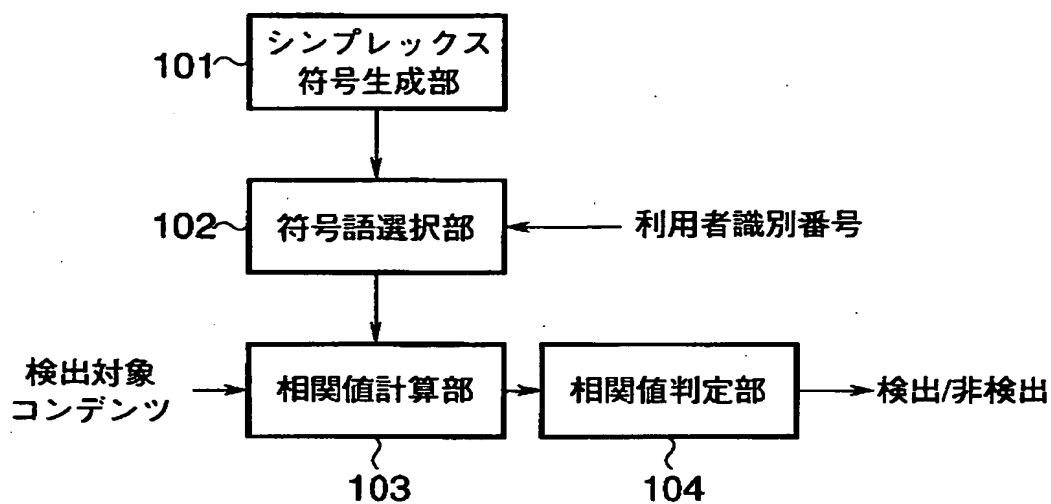 101
シンプレックス
符号生成部
102
符号語選択部
利用者識別番号
検出対象
コンデンツ
相関値計算部
相関値判定部
検出/非検出
103
104